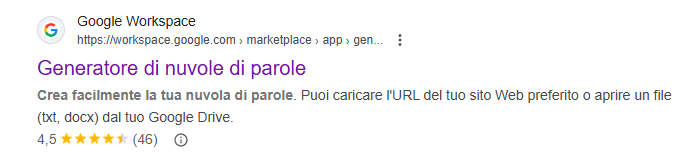 Google Workspace
https://workspace.google.com › marketplace › app › gen...
Generatore di nuvole di parole
Crea facilmente la tua nuvola di parole. Puoi caricare l'URL del tuo sito Web preferito o aprire un file
(txt, docx) dal tuo Google Drive.
4,5 (46)